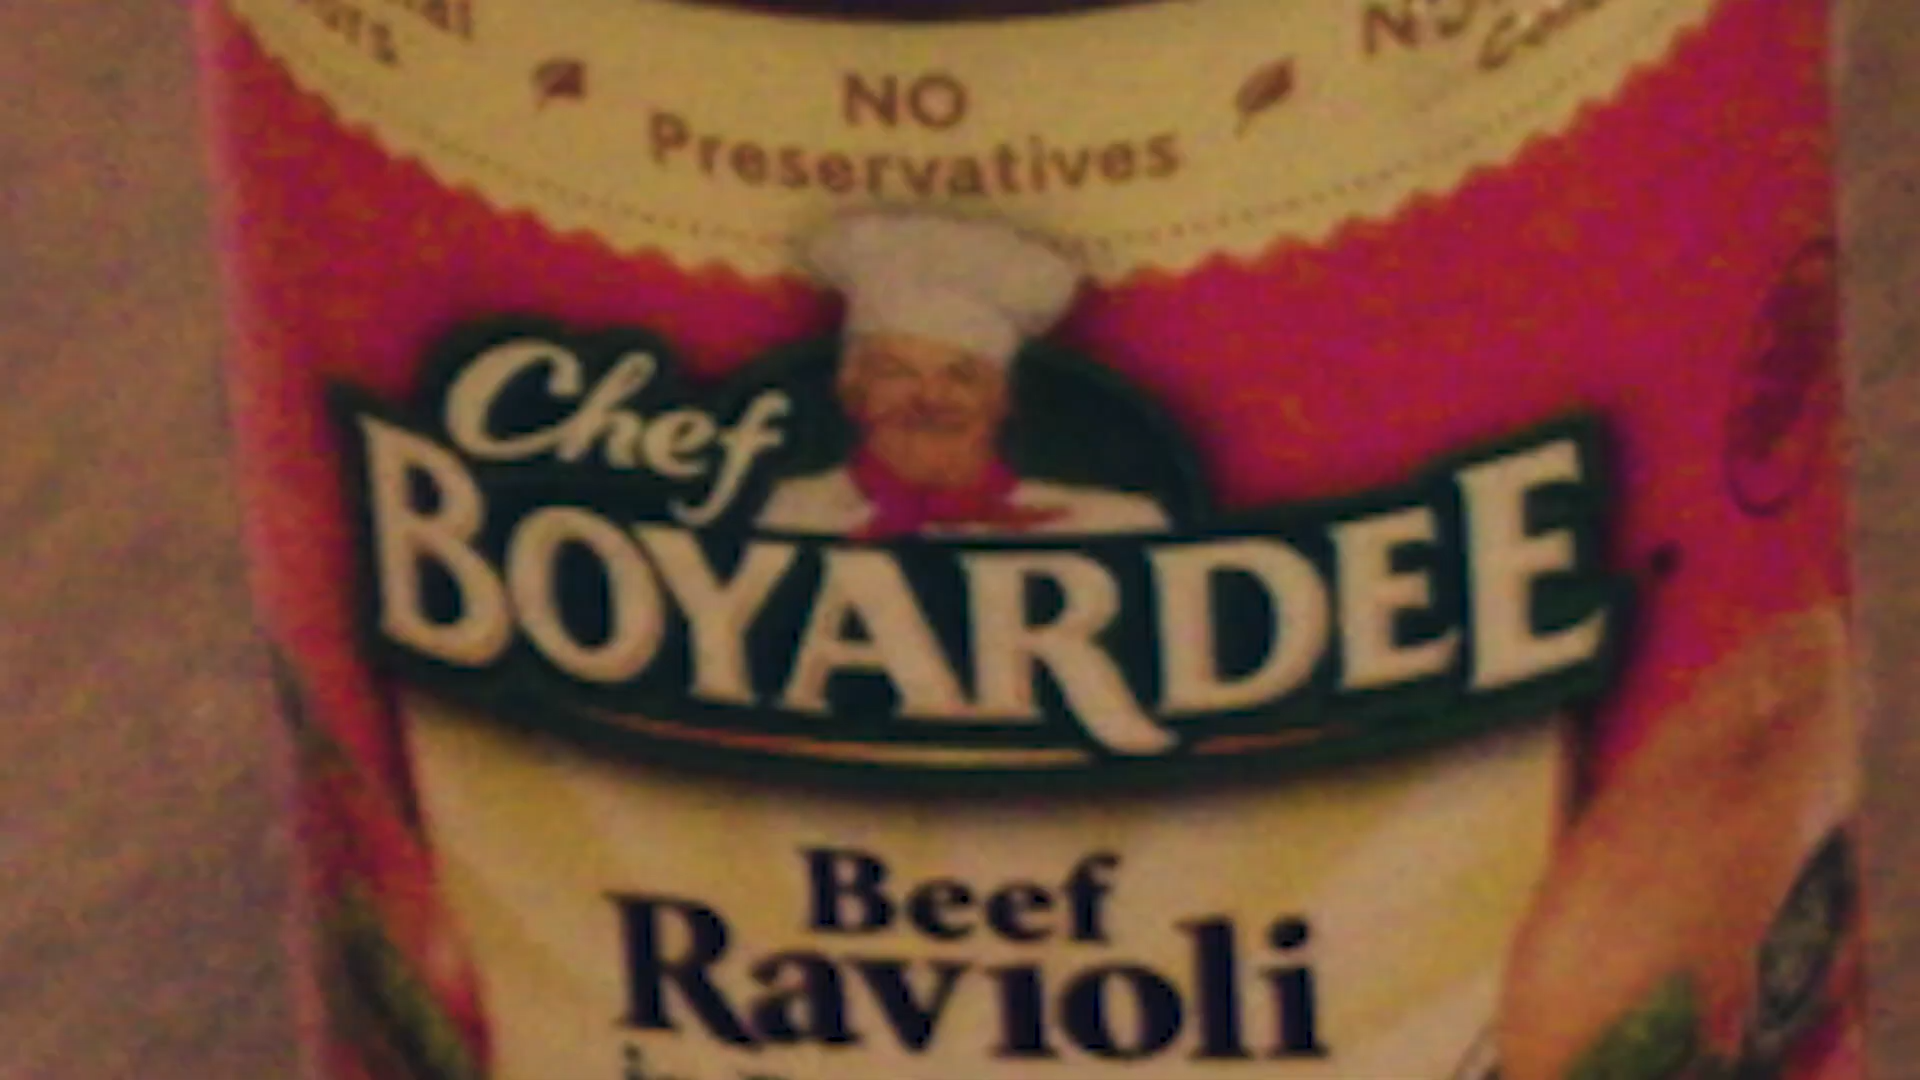 NO
Preservatives
Chef
BOYARDEE
Beef
Ravioli